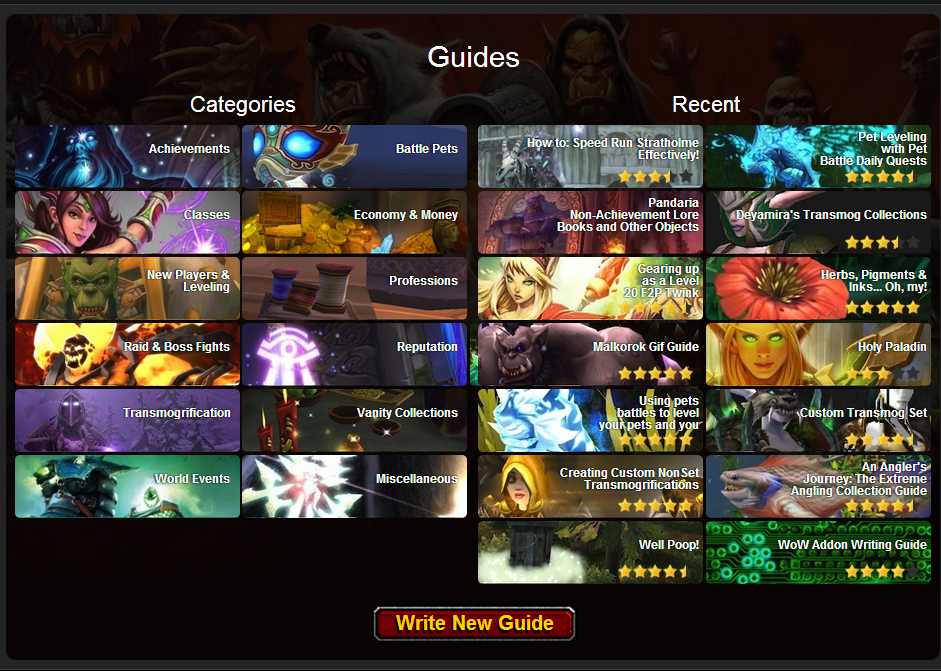 Guides
Categories
Achievements
Battle Pets
Classes
Economy & Money
New Players &
Leveling
Professions
Raid & Boss Fights
Reputation
Transmogrification
Vanity Collections
World Events
Miscellaneous
Recent
How to: Speed Run Stratholme
Effectively!
Pet Leveling
with Pet
Battle Daily Quests
Pandaria
Non-Achievement Lore
Books and Other Objects
Deyamira's Transmog Collections
Gearing up
as a Level
20 F2P Twink
Herbs, Pigments &
Inks... Oh, my!
Malkorok Gif Guide
Holy Paladin
Using pets
battles to level
your pets and you
Custom Transmog Set
Creating Custom NonSet
Transmogrifications
An Angler's
Journey: The Extreme
Angling Collection Guide
Well Poop!
WoW Addon Writing Guide
Write New Guide